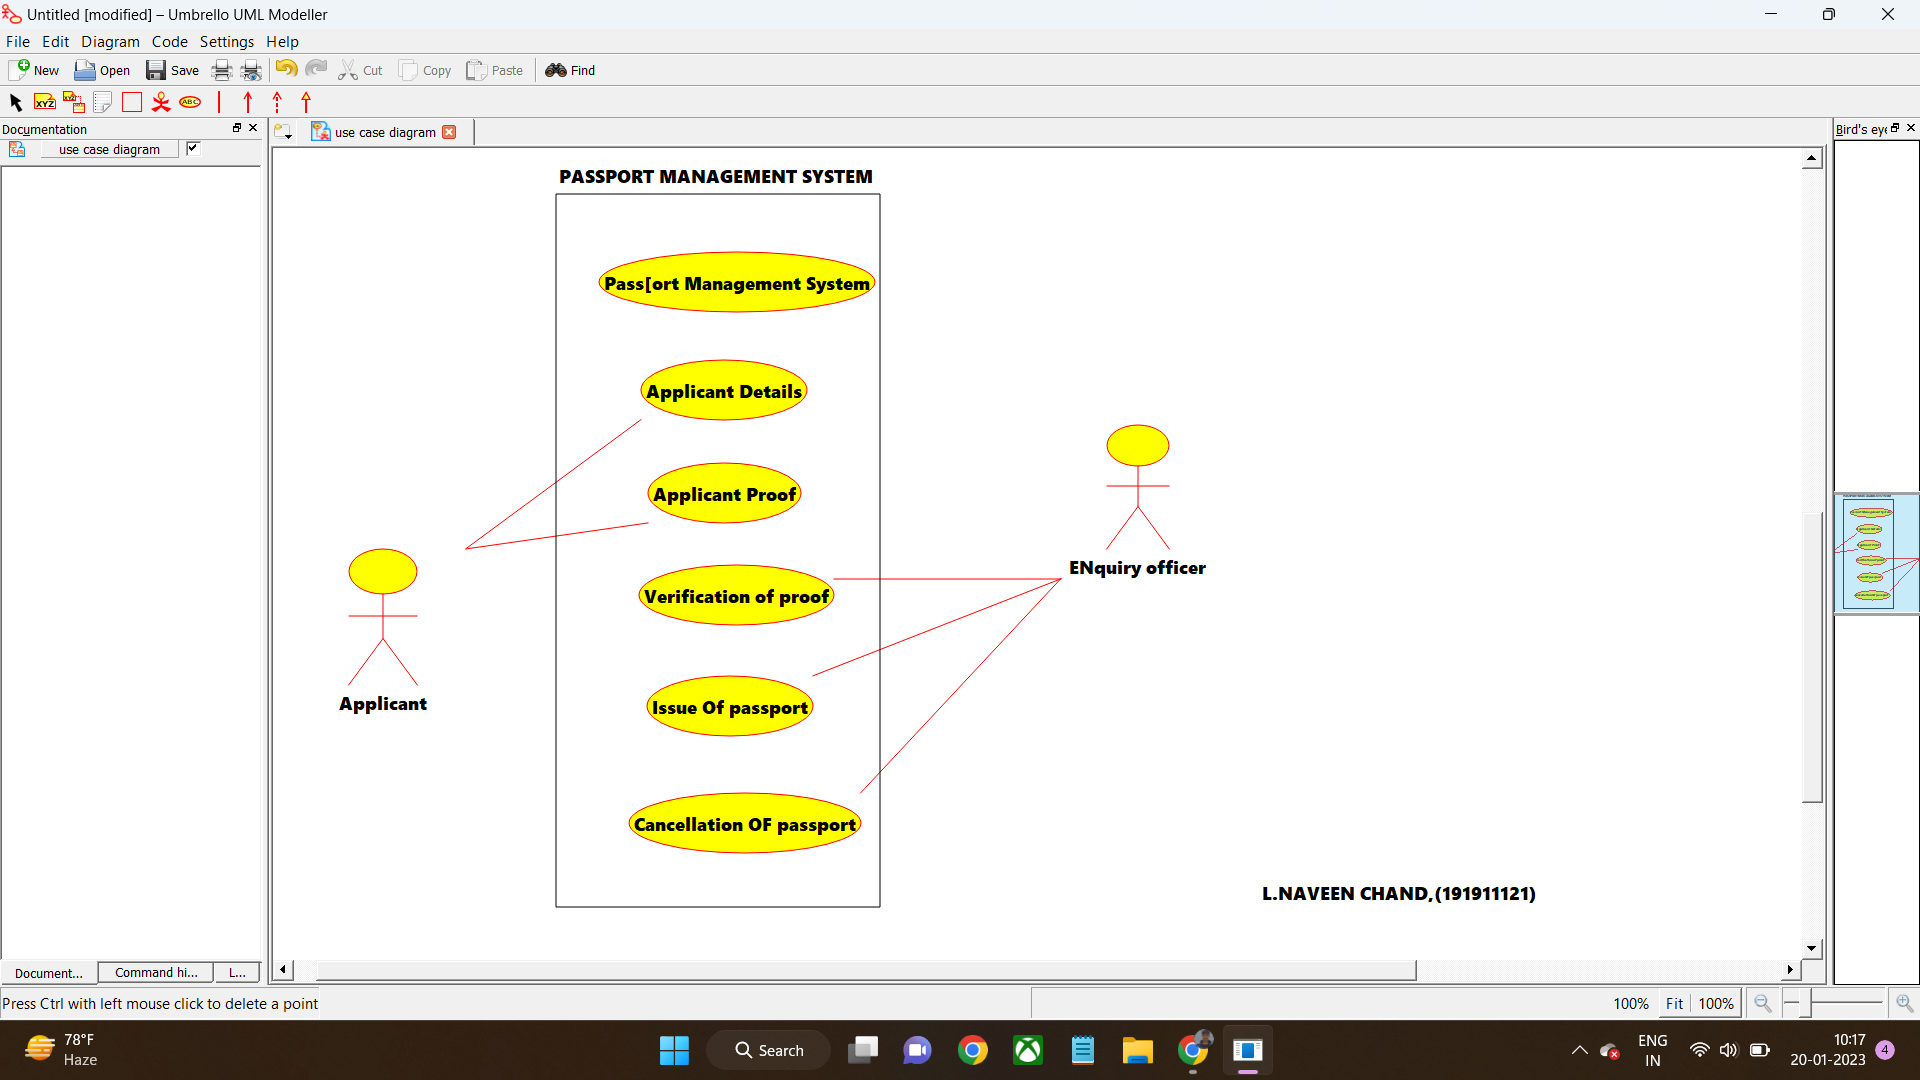 Untitled [modified] – Umbrello UML Modeller
File Edit Diagram Code Settings Help
New Open Save Cut Copy Paste Find
XYZ XYZ ABC
Documentation
use case diagram
use case diagram
Bird's eye
PASSPORT MANAGEMENT SYSTEM
Pass[ort Management System
Applicant Details
Applicant Proof
Verification of proof
Issue Of passport
Cancellation OF passport
Applicant
ENquiry officer
L.NAVEEN CHAND,(191911121)
Document... Command hi... L...
Press Ctrl with left mouse click to delete a point
100% Fit 100%
78°F
Haze
Search
ENG
IN
10:17
20-01-2023
4